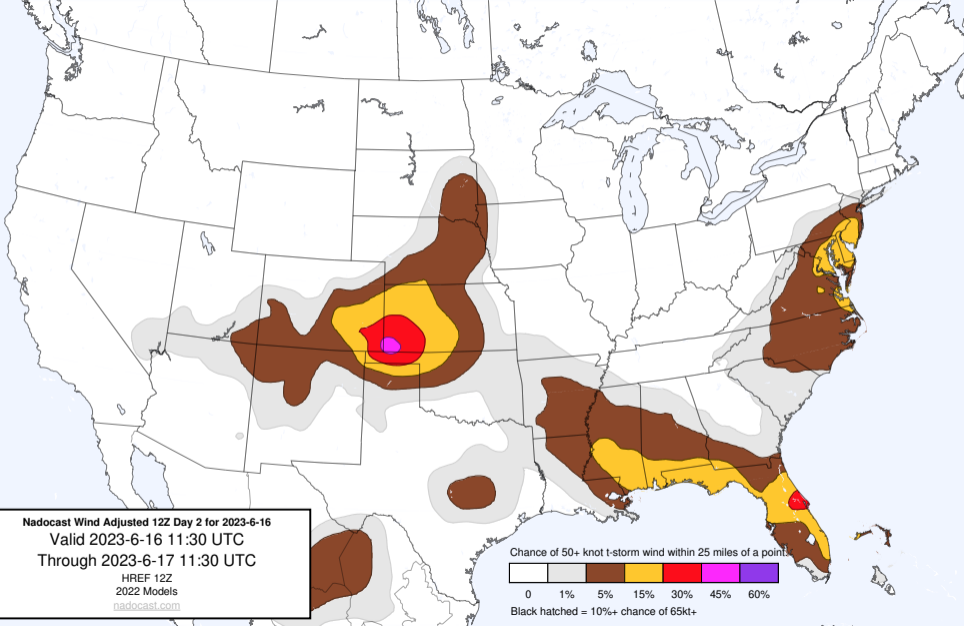 Nadocast Wind Adjusted 12Z Day 2 for 2023-6-16
Valid 2023-6-16 11:30 UTC
Through 2023-6-17 11:30 UTC
HREF 12Z
2022 Models
nadocast.com
Chance of 50+ knot t-storm wind within 25 miles of a point.
0 1% 5% 15% 30% 45% 60%
Black hatched = 10%+ chance of 65kt+